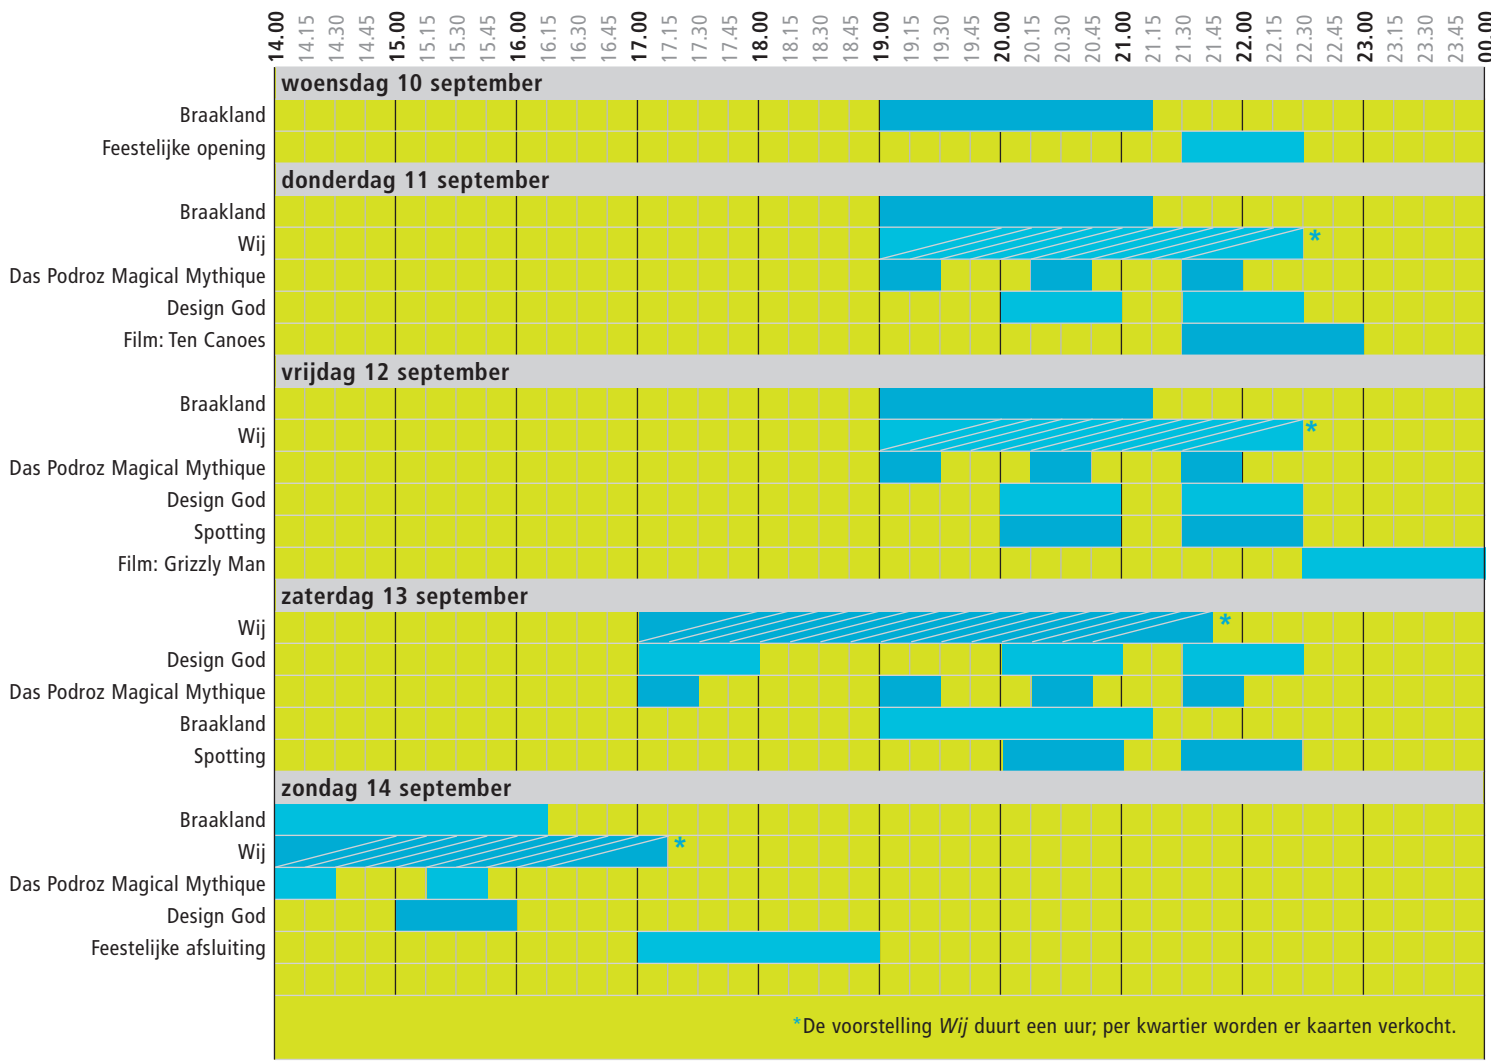 14.00 14.15 14.30 14.45 15.00 15.15 15.30 15.45 16.00 16.15 16.30 16.45 17.00 17.15 17.30 17.45 18.00 18.15 18.30 18.45 19.00 19.15 19.30 19.45 20.00 20.15 20.30 20.45 21.00 21.15 21.30 21.45 22.00 22.15 22.30 22.45 23.00 23.15 23.30 23.45 00.00
woensdag 10 september
Braakland
Feestelijke opening
donderdag 11 september
Braakland
Wij *
Das Podroz Magical Mythique
Design God
Film: Ten Canoes
vrijdag 12 september
Braakland
Wij *
Das Podroz Magical Mythique
Design God
Spotting
Film: Grizzly Man
zaterdag 13 september
Wij *
Design God
Das Podroz Magical Mythique
Braakland
Spotting
zondag 14 september
Braakland
Wij *
Das Podroz Magical Mythique
Design God
Feestelijke afsluiting
*De voorstelling Wij duurt een uur; per kwartier worden er kaarten verkocht.